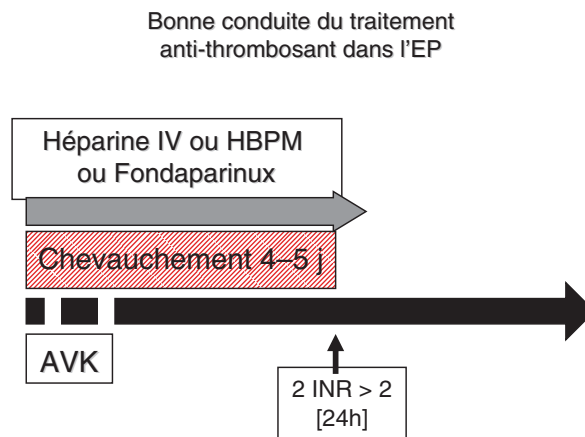 Bonne conduite du traitement
anti-thrombosant dans l'EP
Héparine IV ou HBPM
ou Fondaparinux
Chevauchement 4–5 j
AVK
2 INR > 2
[24h]